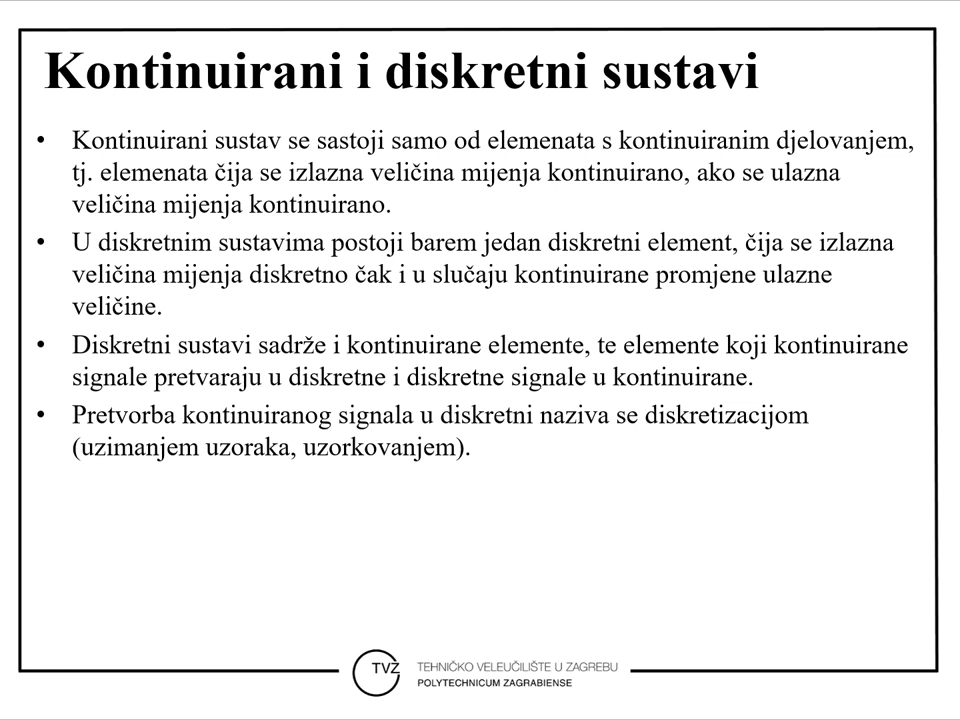 Kontinuirani i diskretni sustavi
• Kontinuirani sustav se sastoji samo od elemenata s kontinuiranim djelovanjem,
tj. elemenata čija se izlazna veličina mijenja kontinuirano, ako se ulazna
veličina mijenja kontinuirano.
• U diskretnim sustavima postoji barem jedan diskretni element, čija se izlazna
veličina mijenja diskretno čak i u slučaju kontinuirane promjene ulazne
veličine.
• Diskretni sustavi sadrže i kontinuirane elemente, te elemente koji kontinuirane
signale pretvaraju u diskretne i diskretne signale u kontinuirane.
• Pretvorba kontinuiranog signala u diskretni naziva se diskretizacijom
(uzimanjem uzoraka, uzorkovanjem).
TVZ
TEHNIČKO VELEUČILIŠTE U ZAGREBU
POLYTECHNICUM ZAGRABIENSE